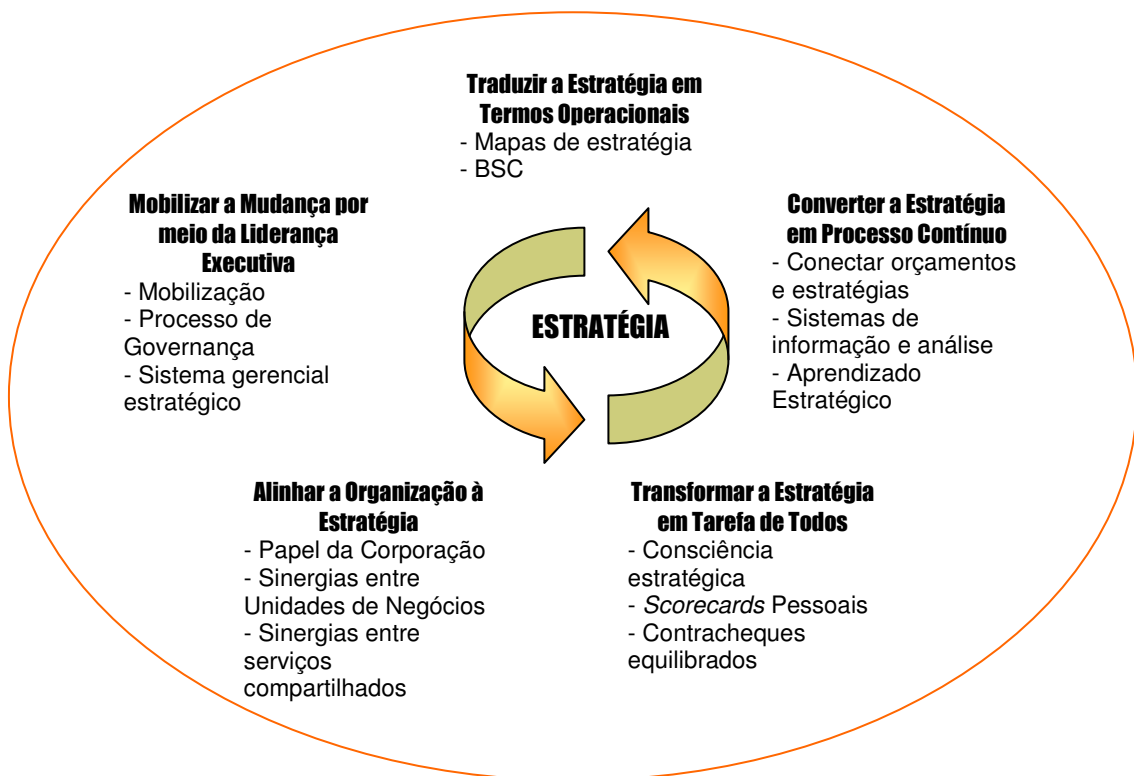 Traduzir a Estratégia em
Termos Operacionais
- Mapas de estratégia
- BSC
Mobilizar a Mudança por
meio da Liderança
Executiva
- Mobilização
- Processo de
Governança
- Sistema gerencial
estratégico
Converter a Estratégia
em Processo Contínuo
- Conectar orçamentos
e estratégias
- Sistemas de
informação e análise
- Aprendizado
Estratégico
ESTRATÉGIA
Alinhar a Organização à
Estratégia
- Papel da Corporação
- Sinergias entre
Unidades de Negócios
- Sinergias entre
serviços
compartilhados
Transformar a Estratégia
em Tarefa de Todos
- Consciência
estratégica
- Scorecards Pessoais
- Contracheques
equilibrados